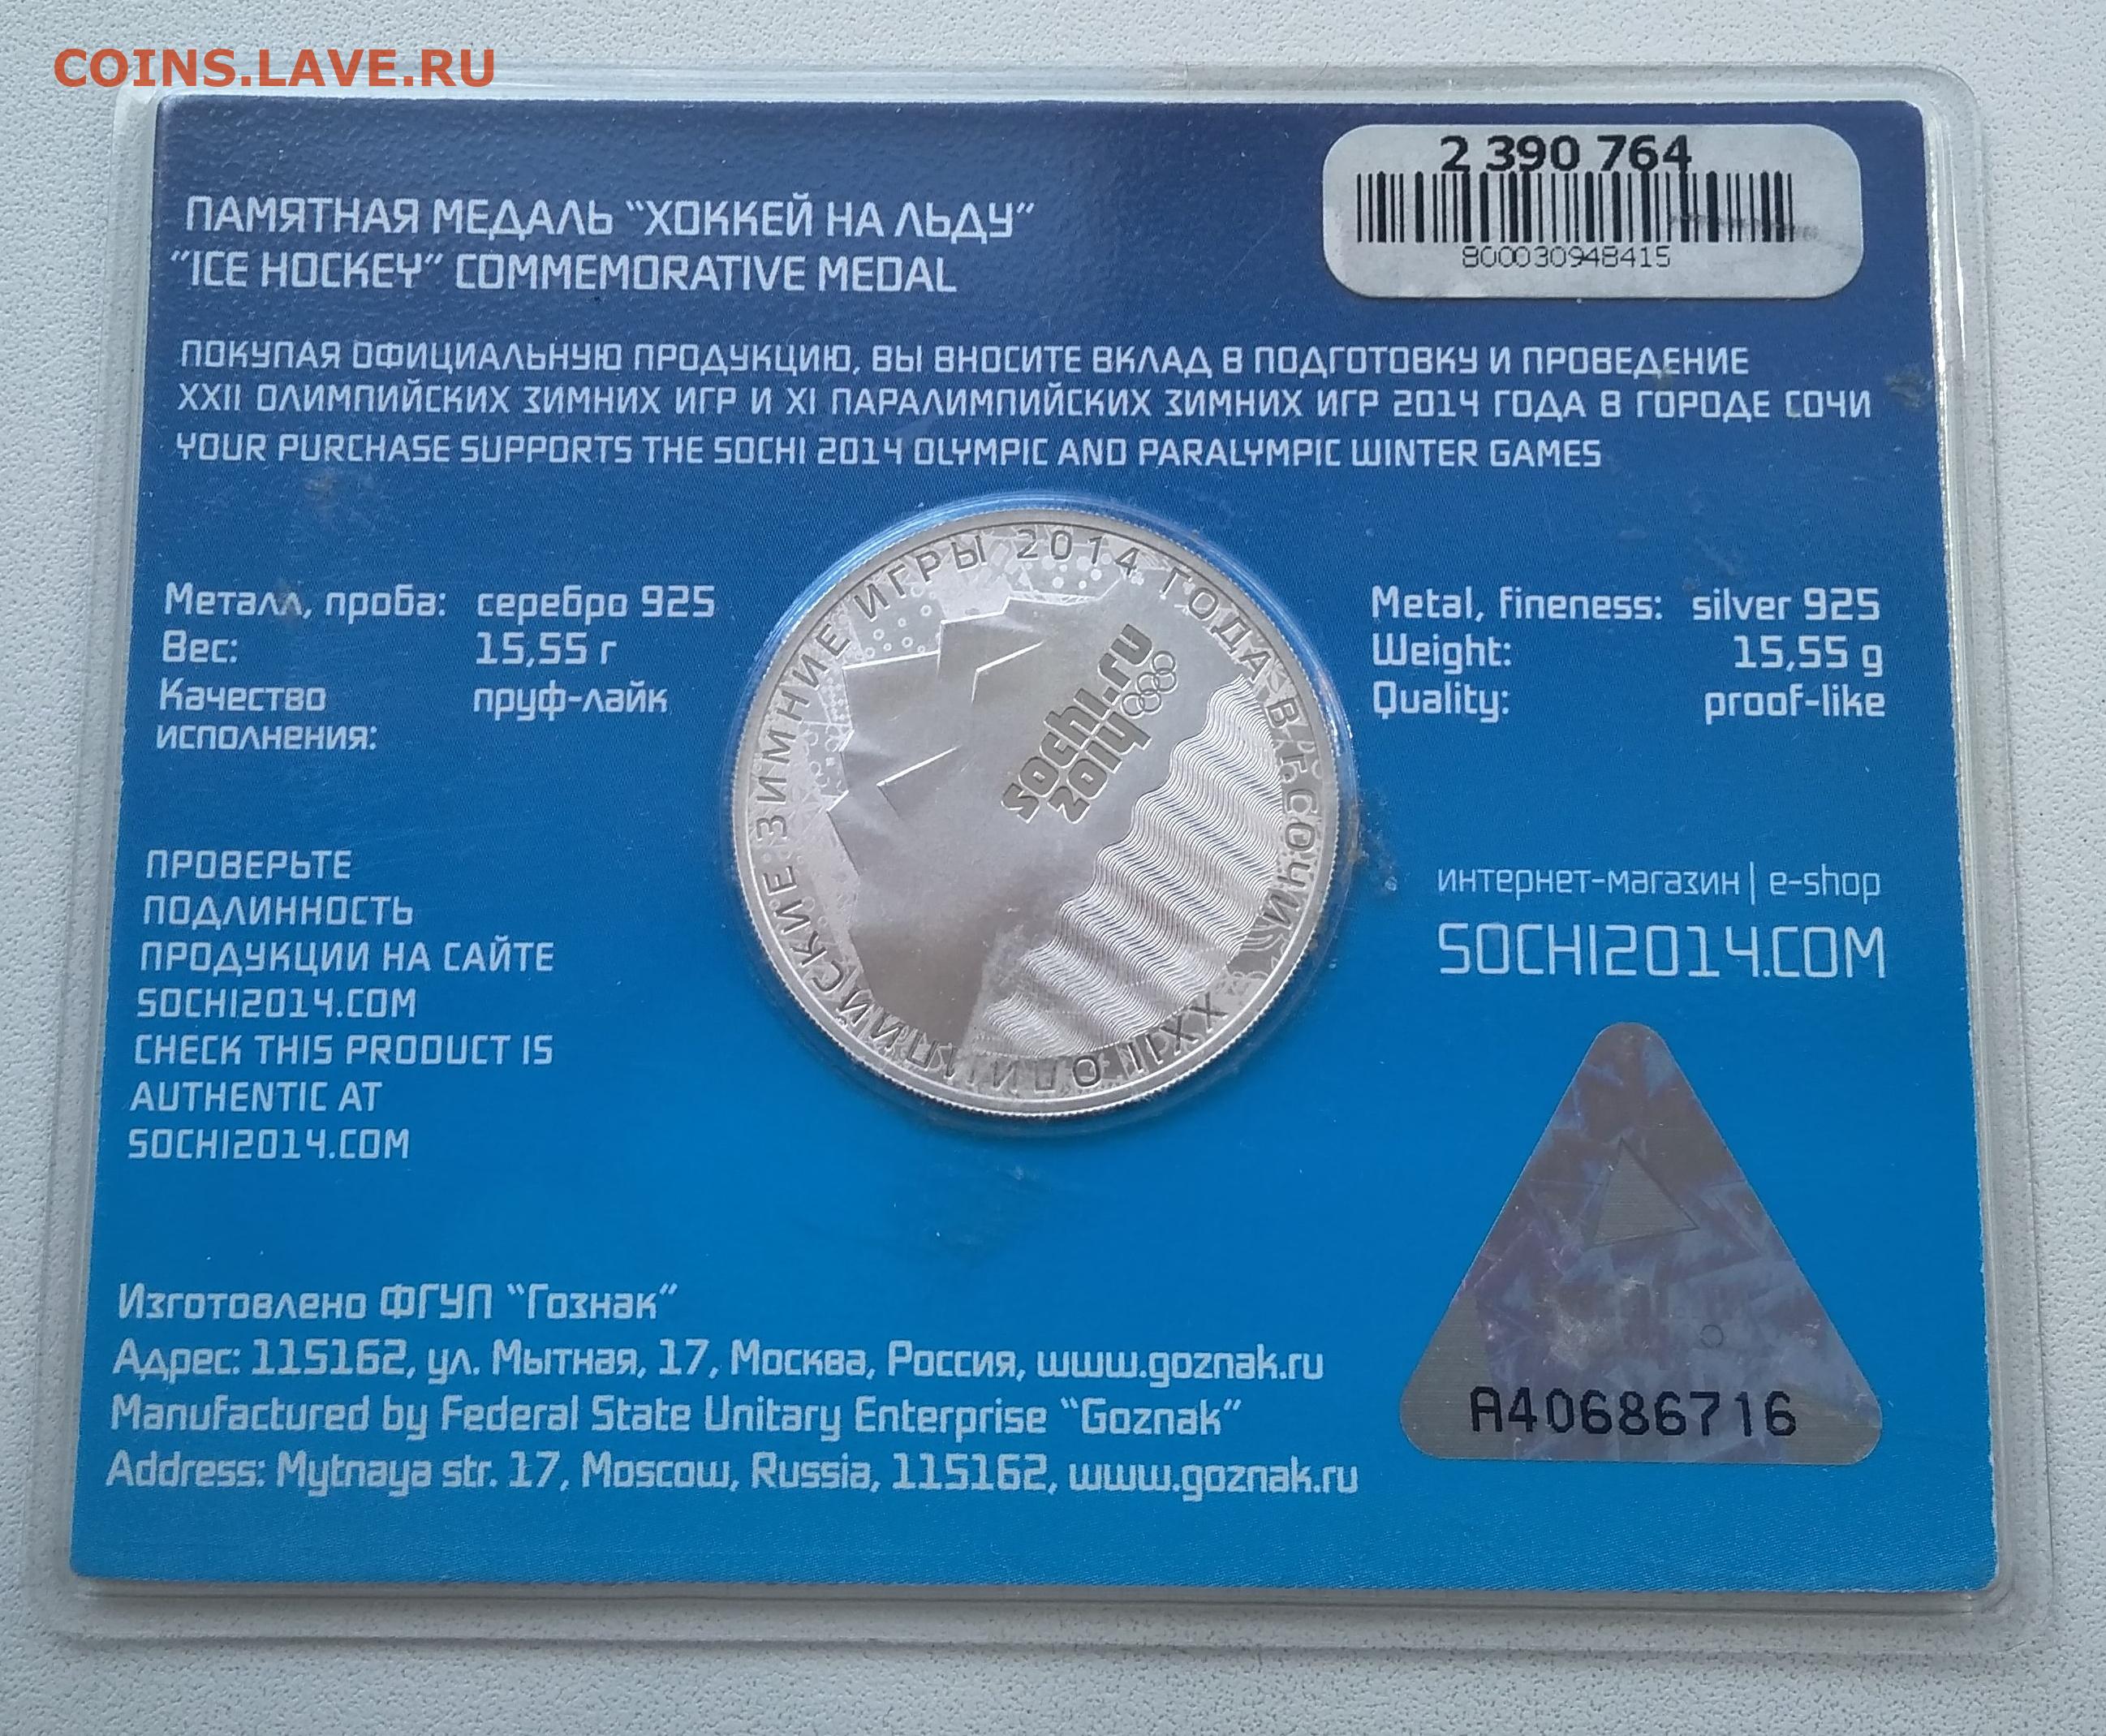 COINS.LAVE.RU
2 390 764
800030948415
ПАМЯТНАЯ МЕДАЛЬ “ХОККЕЙ НА ЛЬДУ”
“ICE HOCKEY” COMMEMORATIVE MEDAL
ПОКУПАЯ ОФИЦИАЛЬНУЮ ПРОДУКЦИЮ, ВЫ ВНОСИТЕ ВКЛАД В ПОДГОТОВКУ И ПРОВЕДЕНИЕ
XXII ОЛИМПИЙСКИХ ЗИМНИХ ИГР И XI ПАРАЛИМПИЙСКИХ ЗИМНИХ ИГР 2014 ГОДА В ГОРОДЕ СОЧИ
YOUR PURCHASE SUPPORTS THE SOCHI 2014 OLYMPIC AND PARALYMPIC WINTER GAMES
Металл, проба: серебро 925
Вес: 15,55 г
Качество пруф-лайк
исполнения:
XXII ОЛИМПИЙСКИЕ ЗИМНИЕ ИГРЫ 2014 ГОДА В Г. СОЧИ
sochi.ru
2014
Metal, fineness: silver 925
Weight: 15,55 g
Quality: proof-like
ПРОВЕРЬТЕ
ПОДЛИННОСТЬ
ПРОДУКЦИИ НА САЙТЕ
SOCHI2014.COM
CHECK THIS PRODUCT IS
AUTHENTIC AT
SOCHI2014.COM
интернет-магазин | e-shop
SOCHI2014.COM
A40686716
Изготовлено ФГУП “Гознак”
Адрес: 115162, ул. Мытная, 17, Москва, Россия, www.goznak.ru
Manufactured by Federal State Unitary Enterprise “Goznak”
Address: Mytnaya str. 17, Moscow, Russia, 115162, www.goznak.ru